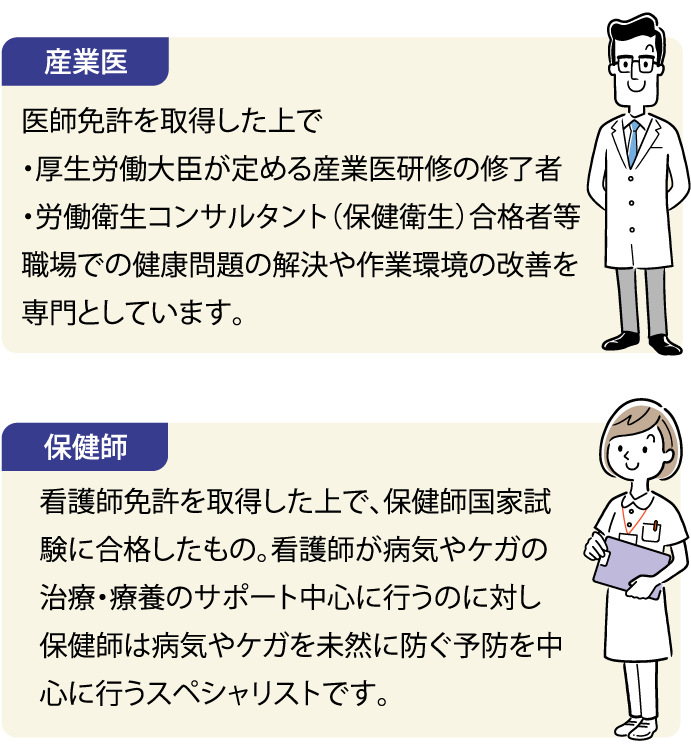 産業医
医師免許を取得した上で
・厚生労働大臣が定める産業医研修の修了者
・労働衛生コンサルタント（保健衛生）合格者等
職場での健康問題の解決や作業環境の改善を
専門としています。
保健師
看護師免許を取得した上で、保健師国家試
験に合格したもの。看護師が病気やケガの
治療・療養のサポート中心に行うのに対し
保健師は病気やケガを未然に防ぐ予防を中
心に行うスペシャリストです。